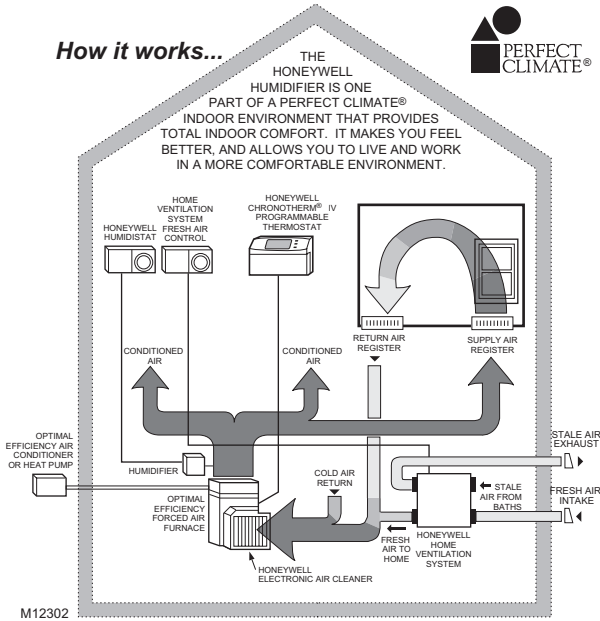 How it works...
PERFECT
CLIMATE®
THE
HONEYWELL
HUMIDIFIER IS ONE
PART OF A PERFECT CLIMATE®
INDOOR ENVIRONMENT THAT PROVIDES
TOTAL INDOOR COMFORT. IT MAKES YOU FEEL
BETTER, AND ALLOWS YOU TO LIVE AND WORK
IN A MORE COMFORTABLE ENVIRONMENT.
HONEYWELL
HUMIDISTAT
HOME
VENTILATION
SYSTEM
FRESH AIR
CONTROL
HONEYWELL
CHRONOTHERM® IV
PROGRAMMABLE
THERMOSTAT
RETURN AIR
REGISTER
SUPPLY AIR
REGISTER
CONDITIONED
AIR
CONDITIONED
AIR
OPTIMAL
EFFICIENCY AIR
CONDITIONER
OR HEAT PUMP
HUMIDIFIER
OPTIMAL
EFFICIENCY
FORCED AIR
FURNACE
COLD AIR
RETURN
STALE AIR
EXHAUST
STALE
AIR FROM
BATHS
FRESH AIR
INTAKE
FRESH
AIR TO
HOME
HONEYWELL
HOME
VENTILATION
SYSTEM
HONEYWELL
ELECTRONIC AIR CLEANER
M12302